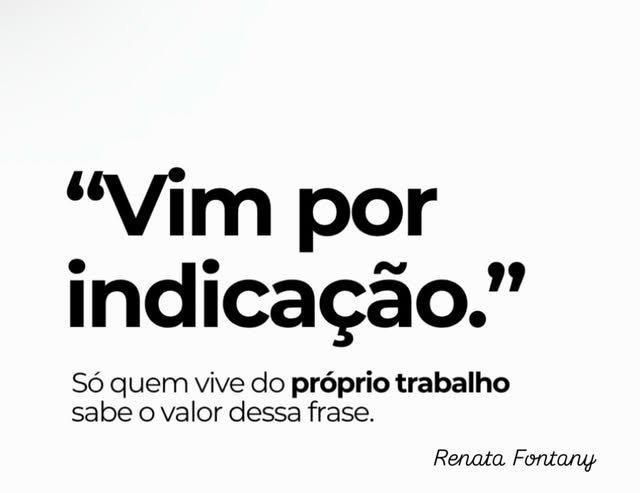 “Vim por
indicação.”
Só quem vive do próprio trabalho
sabe o valor dessa frase.
Renata Fontany